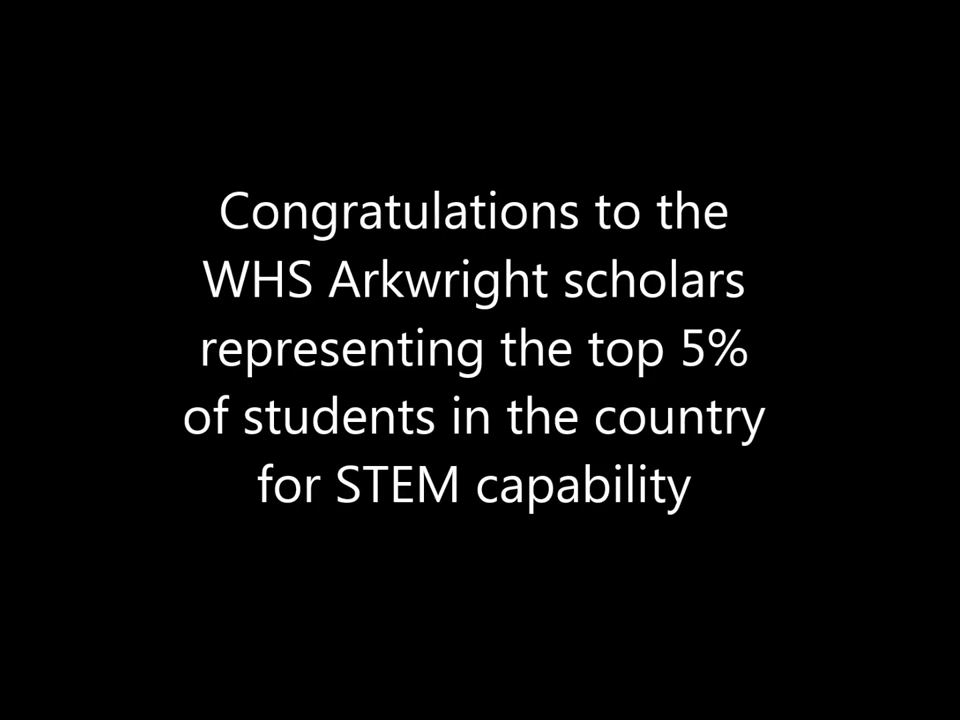 Congratulations to the
WHS Arkwright scholars
representing the top 5%
of students in the country
for STEM capability